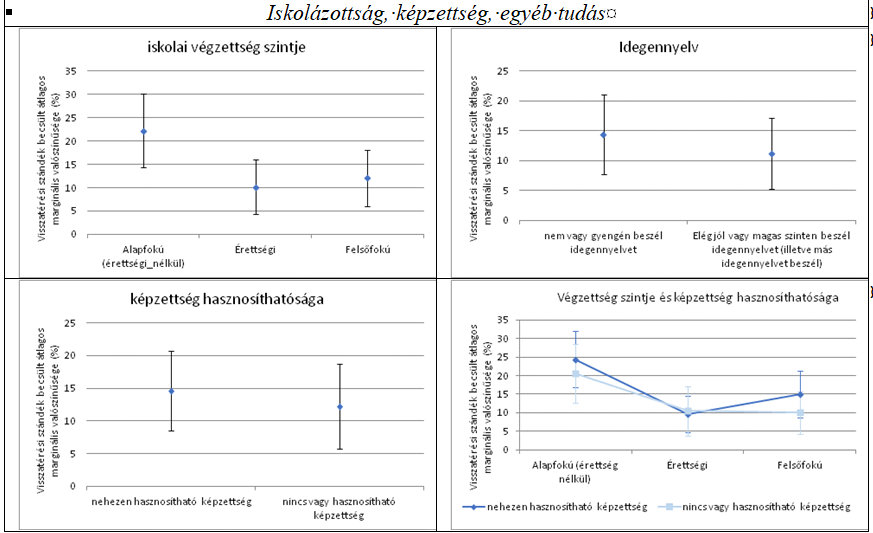 Iskolázottság, képzettség, egyéb tudás
iskolai végzettség szintje
Visszatérési szándék becsült átlagos
marginális valószínűsége (%)
35
30
25
20
15
10
5
0
Alapfokú
(érettségi_nélkül)
Érettségi
Felsőfokú
Idegennyelv
Visszatérési szándék becsült átlagos
marginális valószínűsége (%)
25
20
15
10
5
0
nem vagy gyengén beszél
idegennyelvet
Elég jól vagy magas szinten beszél
idegennyelvet (illetve más
idegennyelvet beszél)
képzettség hasznosíthatósága
Visszatérési szándék becsült átlagos
marginális valószínűsége (%)
25
20
15
10
5
0
nehezen hasznosítható képzettség
nincs vagy hasznosítható
képzettség
Végzettség szintje és képzettség hasznosíthatósága
Visszatérési szándék becsült átlagos
marginális valószínűsége (%)
35
30
25
20
15
10
5
0
Alapfokú (érettség
nélkül)
Érettségi
Felsőfokú
nehezen hasznosítható képzettség
nincs vagy hasznosítható képzettség